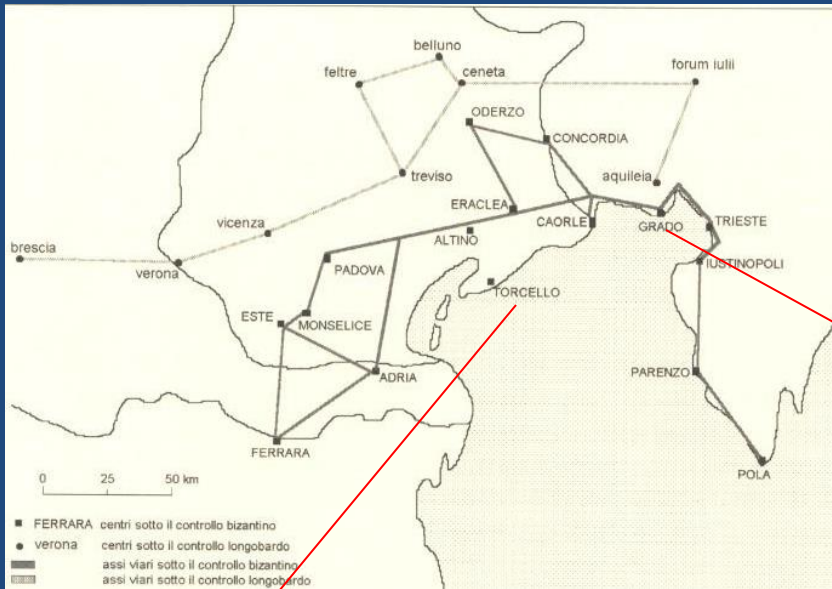 belluno
feltre
ceneta
forum iulii
ODERZO
CONCORDIA
treviso
aquileia
ERACLEA
vicenza
CAORLE
GRADO
TRIESTE
ALTINO
brescia
verona
PADOVA
IUSTINOPOLI
TORCELLO
ESTE
MONSELICE
ADRIA
PARENZO
FERRARA
POLA
0 25 50 km
FERRARA centri sotto il controllo bizantino
verona centri sotto il controllo longobardo
assi viari sotto il controllo bizantino
assi viari sotto il controllo longobardo